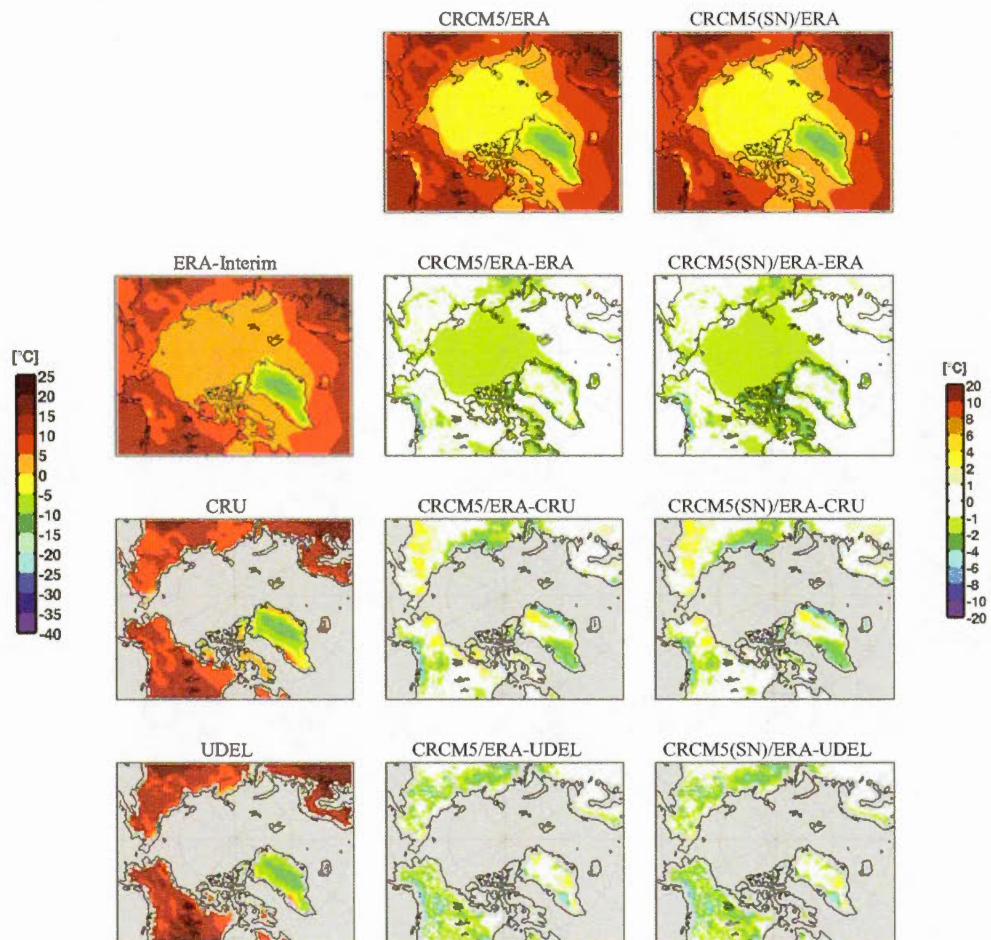 CRCM5/ERA
CRCM5(SN)/ERA
ERA-Interim
CRCM5/ERA-ERA
CRCM5(SN)/ERA-ERA
[°C]
25
20
15
10
5
0
-5
-10
-15
-20
-25
-30
-35
-40
[°C]
20
10
8
6
4
2
1
0
-1
-2
-4
-6
-8
-10
-20
CRU
CRCM5/ERA-CRU
CRCM5(SN)/ERA-CRU
UDEL
CRCM5/ERA-UDEL
CRCM5(SN)/ERA-UDEL